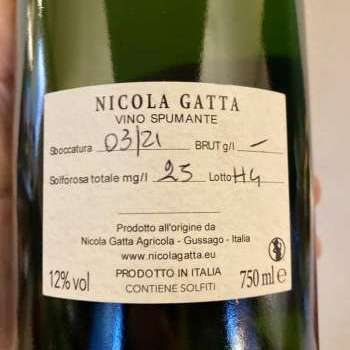 NICOLA GATTA
VINO SPUMANTE
Sboccatura 03/21 BRUT g/l –
Solforosa totale mg/l 25 Lotto H4
Prodotto all'origine da
Nicola Gatta Agricola - Gussago - Italia
www.nicolagatta.eu
12% vol PRODOTTO IN ITALIA 750 ml e
CONTIENE SOLFITI